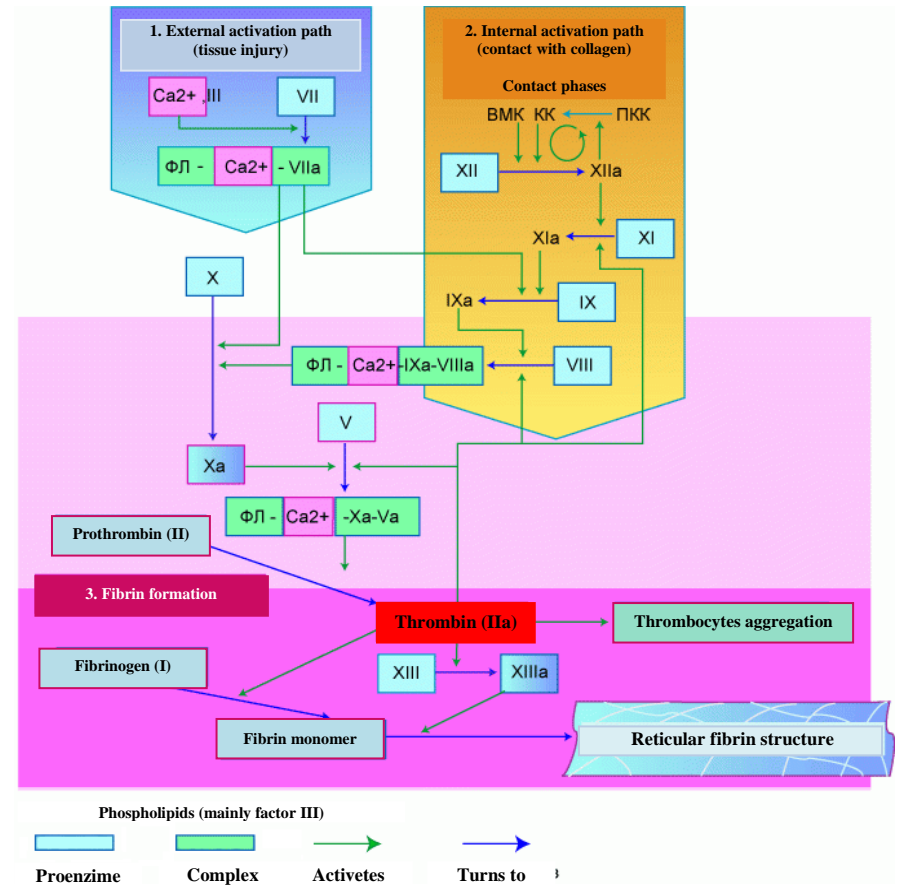 1. External activation path
(tissue injury)
2. Internal activation path
(contact with collagen)
Contact phases
Ca2+ ,III
VII
ВМК КК ПКК
ФЛ - Ca2+ - VIIa
XII
XIIa
XIa
XI
X
IXa
IX
ФЛ - Ca2+ -IXa-VIIIa
VIII
V
Xa
ФЛ - Ca2+ -Xa-Va
Prothrombin (II)
3. Fibrin formation
Thrombin (IIa)
Thrombocytes aggregation
Fibrinogen (I)
XIII
XIIIa
Fibrin monomer
Reticular fibrin structure
Phospholipids (mainly factor III)
Proenzime
Complex
Activetes
Turns to